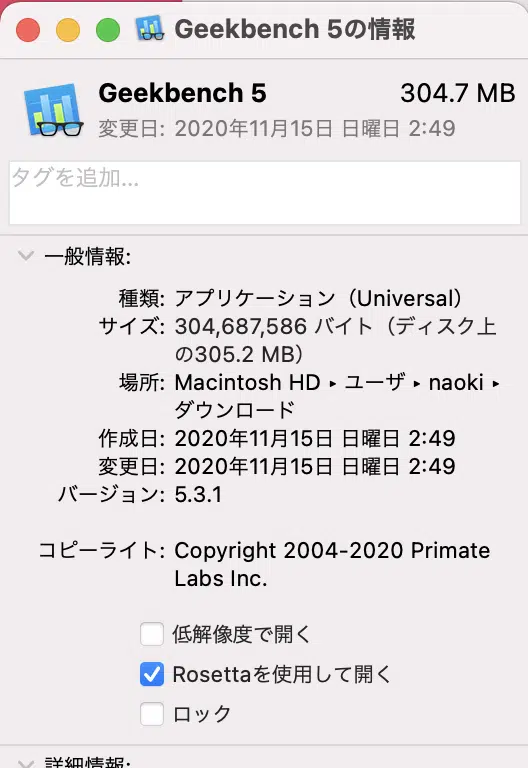 Geekbench 5の情報
Geekbench 5 304.7 MB
変更日: 2020年11月15日 日曜日 2:49
タグを追加...
一般情報:
種類: アプリケーション（Universal）
サイズ: 304,687,586 バイト（ディスク上
の305.2 MB）
場所: Macintosh HD ▸ ユーザ ▸ naoki ▸
ダウンロード
作成日: 2020年11月15日 日曜日 2:49
変更日: 2020年11月15日 日曜日 2:49
バージョン: 5.3.1
コピーライト: Copyright 2004-2020 Primate
Labs Inc.
低解像度で開く
Rosettaを使用して開く
ロック
詳細情報: